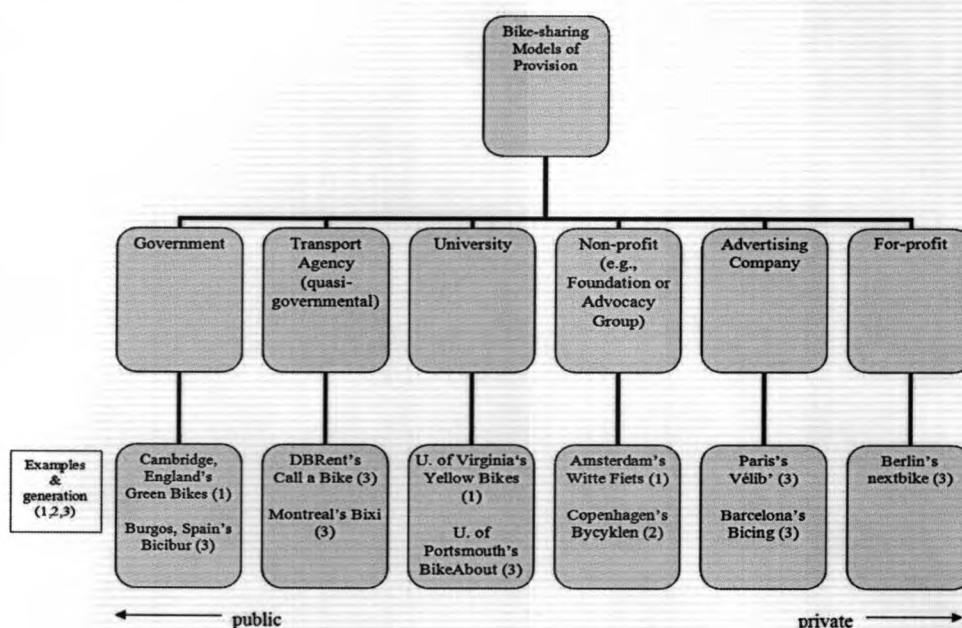 Bike-sharing
Models of
Provision
Government
Transport
Agency
(quasi-
governmental)
University
Non-profit
(e.g.,
Foundation or
Advocacy
Group)
Advertising
Company
For-profit
Examples
&
generation
(1,2,3)
Cambridge,
England's
Green Bikes (1)
Burgos, Spain's
Bicibur (3)
DBRent's
Call a Bike (3)
Montreal's Bixi
(3)
U. of Virginia‘s
Yellow Bikes
(1)
U. of
Portsmouth's
BikeAbout (3)
Amsterdam's
Witte Fiets (1)
Copenhagen's
Bycyklen (2)
Paris's
Vélib' (3)
Barcelona's
Bicing (3)
Berlin's
nextbike (3)
public
private